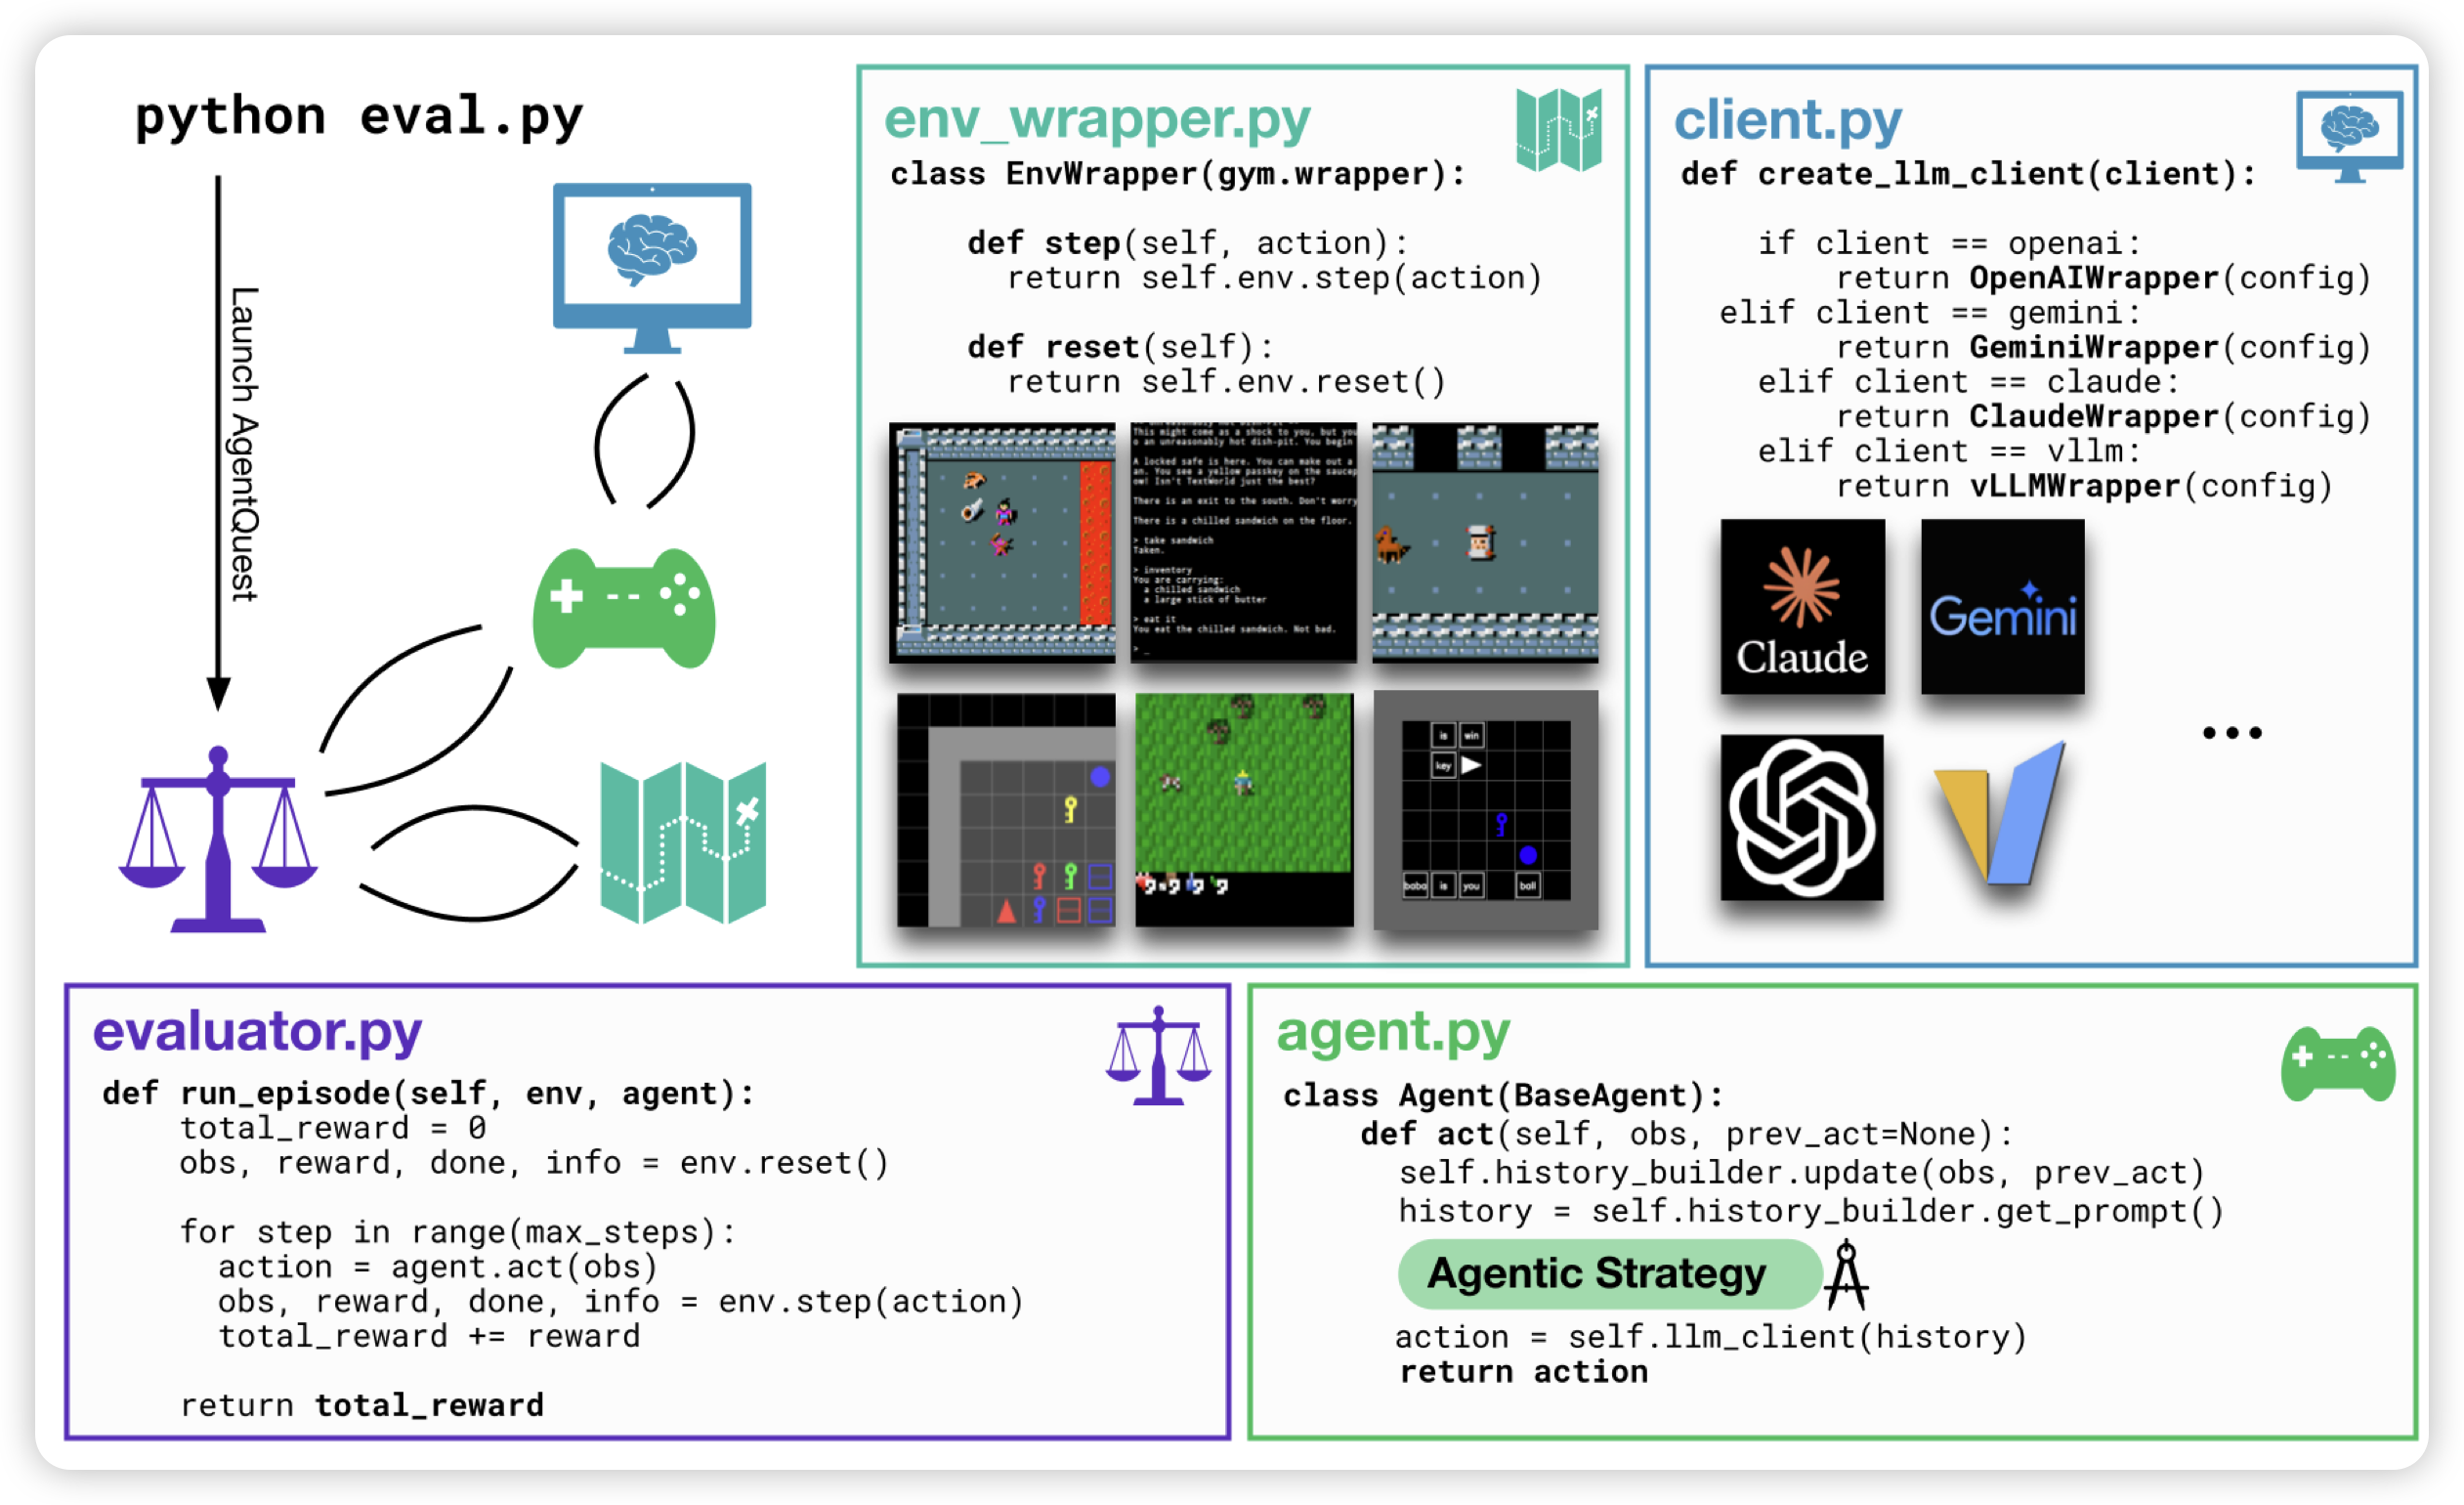 python eval.py
Launch AgentQuest
env_wrapper.py
class EnvWrapper(gym.wrapper):
def step(self, action):
return self.env.step(action)
def reset(self):
return self.env.reset()
This might come as a shock to you, but you
o an unreasonably hot dish-pit. You begin
A locked safe is here. You can make out a
an. You see a yellow passkey on the saucep
ow! Isn't TextWorld just the best?
There is an exit to the south. Don't worry
There is a chilled sandwich on the floor.
> take sandwich
Taken.
> inventory
You are carrying:
a chilled sandwich
a large stick of butter
> eat it
You eat the chilled sandwich. Not bad.
> _
is win
key
baba is you ball
client.py
def create_llm_client(client):
if client == openai:
return OpenAIWrapper(config)
elif client == gemini:
return GeminiWrapper(config)
elif client == claude:
return ClaudeWrapper(config)
elif client == vllm:
return vLLMWrapper(config)
Claude
Gemini
...
evaluator.py
def run_episode(self, env, agent):
total_reward = 0
obs, reward, done, info = env.reset()
for step in range(max_steps):
action = agent.act(obs)
obs, reward, done, info = env.step(action)
total_reward += reward
return total_reward
agent.py
class Agent(BaseAgent):
def act(self, obs, prev_act=None):
self.history_builder.update(obs, prev_act)
history = self.history_builder.get_prompt()
Agentic Strategy
action = self.llm_client(history)
return action